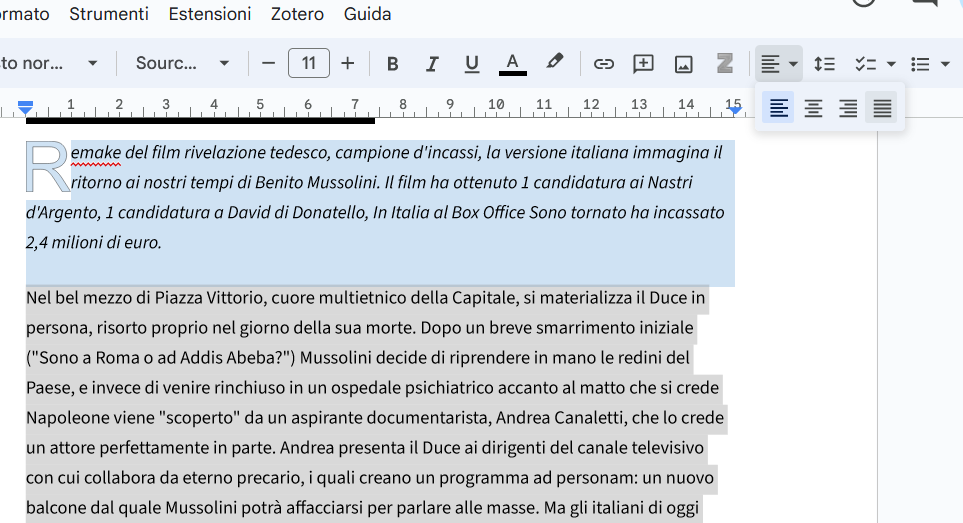 ormato Strumenti Estensioni Zotero Guida
sto nor... Sourc... 11 B I U A Z
1 2 3 4 5 6 7 8 9 10 11 12 13 14 15
Remake del film rivelazione tedesco, campione d'incassi, la versione italiana immagina il
ritorno ai nostri tempi di Benito Mussolini. Il film ha ottenuto 1 candidatura ai Nastri
d'Argento, 1 candidatura a David di Donatello, In Italia al Box Office Sono tornato ha incassato
2,4 milioni di euro.
Nel bel mezzo di Piazza Vittorio, cuore multietnico della Capitale, si materializza il Duce in
persona, risorto proprio nel giorno della sua morte. Dopo un breve smarrimento iniziale
("Sono a Roma o ad Addis Abeba?") Mussolini decide di riprendere in mano le redini del
Paese, e invece di venire rinchiuso in un ospedale psichiatrico accanto al matto che si crede
Napoleone viene "scoperto" da un aspirante documentarista, Andrea Canaletti, che lo crede
un attore perfettamente in parte. Andrea presenta il Duce ai dirigenti del canale televisivo
con cui collabora da eterno precario, i quali creano un programma ad personam: un nuovo
balcone dal quale Mussolini potrà affacciarsi per parlare alle masse. Ma gli italiani di oggi